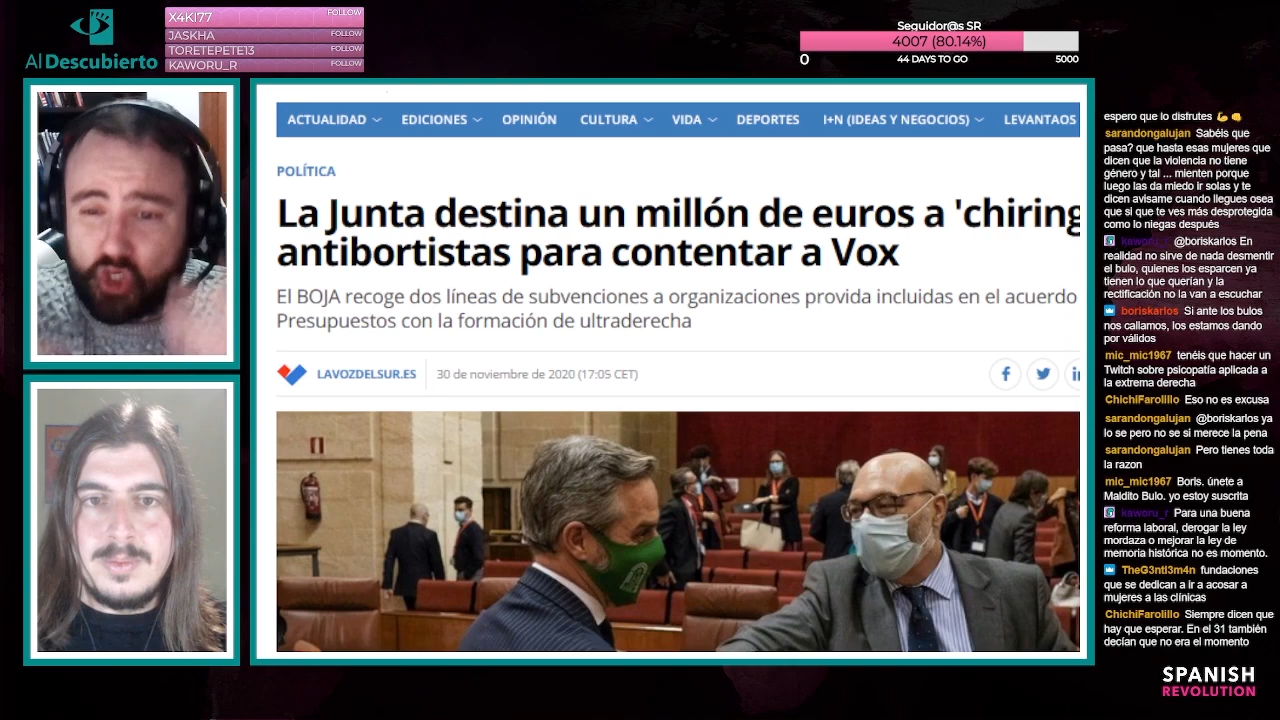 Al Descubierto
X4KI77 FOLLOW
JASKHA FOLLOW
TORETEPETE13 FOLLOW
KAWORU_R FOLLOW
Seguidor@s SR
4007 (80.14%)
0 44 DAYS TO GO 5000
ACTUALIDAD EDICIONES OPINIÓN CULTURA VIDA DEPORTES I+N (IDEAS Y NEGOCIOS) LEVANTAOS
POLÍTICA
La Junta destina un millón de euros a 'chiring
antibortistas para contentar a Vox
El BOJA recoge dos líneas de subvenciones a organizaciones provida incluidas en el acuerdo
Presupuestos con la formación de ultraderecha
LAVOZDELSUR.ES 30 de noviembre de 2020 (17:05 CET)
espero que lo disfrutes
sarandongalujan Sabéis que
pasa? que hasta esas mujeres que
dicen que la violencia no tiene
género y tal ... mienten porque
luego las da miedo ir solas y te
dicen avisame cuando llegues osea
que si que te ves más desprotegida
como lo niegas después
kaworu_r @boriskarlos En
realidad no sirve de nada desmentir
el bulo, quienes los esparcen ya
tienen lo que querían y la
rectificación no la van a escuchar
boriskarlos Si ante los bulos
nos callamos, los estamos dando
por válidos
mic_mic1967 tenéis que hacer un
Twitch sobre psicopatía aplicada a
la extrema derecha
ChichiFarolillo Eso no es excusa
sarandongalujan @boriskarlos ya
lo se pero no se si merece la pena
sarandongalujan Pero tienes toda
la razon
mic_mic1967 Boris. únete a
Maldito Bulo. yo estoy suscrita
kaworu_r Para una buena
reforma laboral, derogar la ley
mordaza o mejorar la ley de
memoria histórica no es momento.
TheG3ntl3m4n fundaciones
que se dedican a ir a acosar a
mujeres a las clínicas
ChichiFarolillo Siempre dicen que
hay que esperar. En el 31 también
decían que no era el momento
SPANISH
REVOLUTION